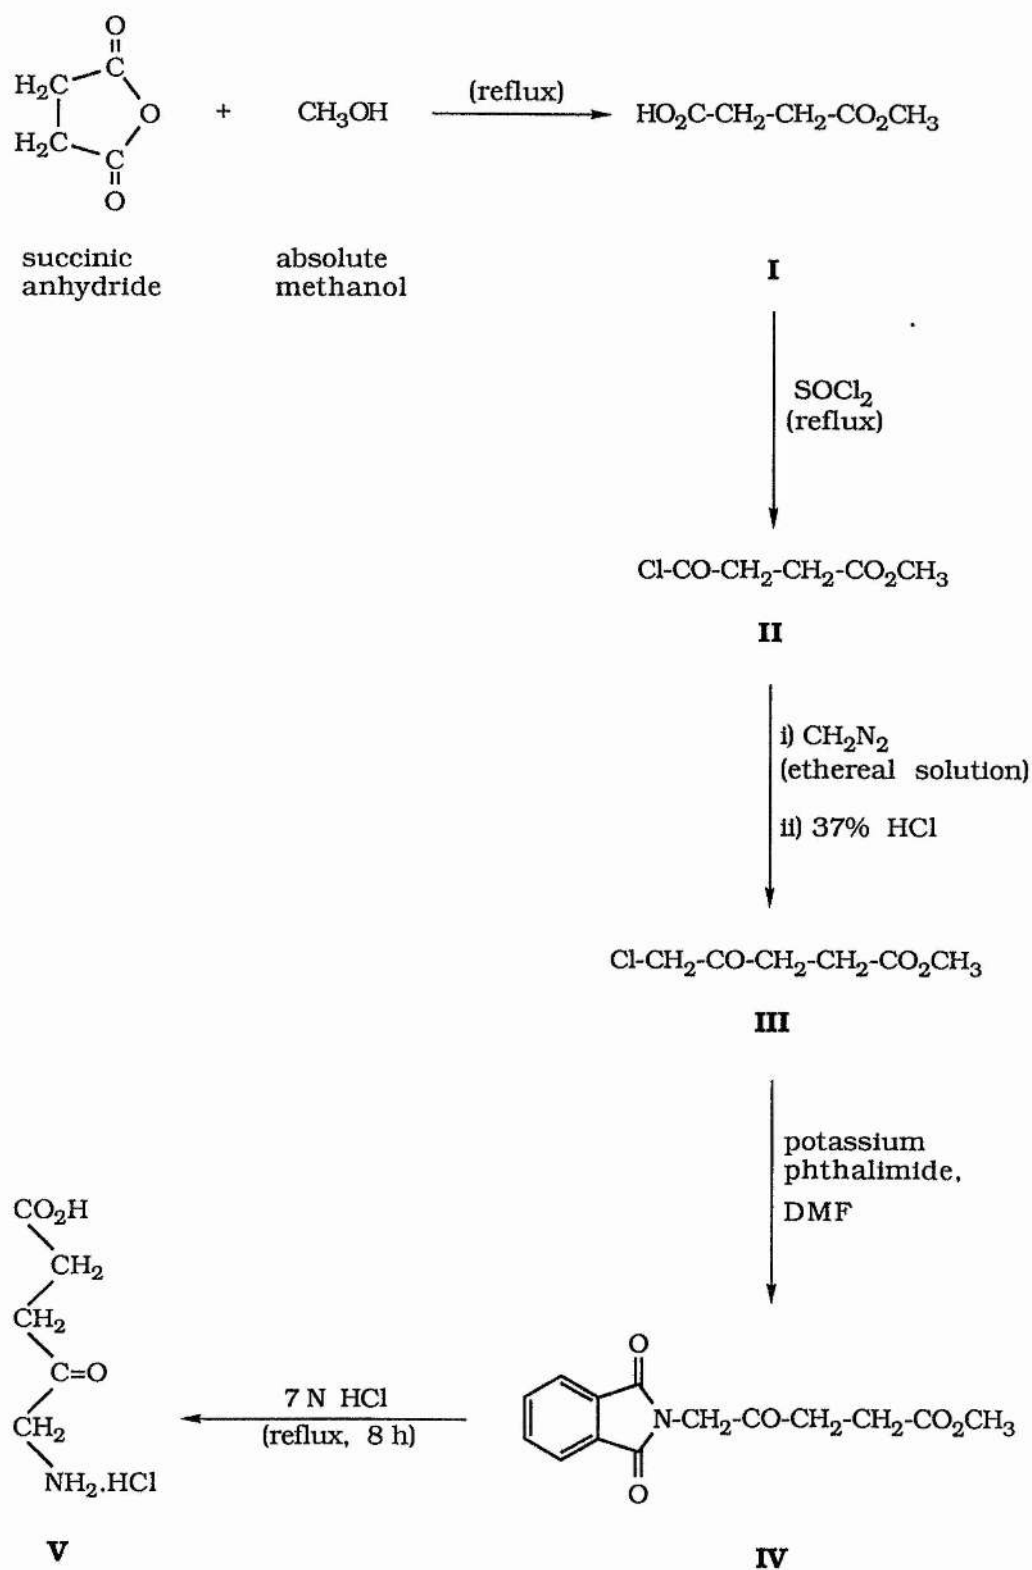 O
C
H₂C
O
H₂C
C
O
+
CH₃OH
(reflux)
HO₂C-CH₂-CH₂-CO₂CH₃
succinic
anhydride
absolute
methanol
I
SOCl₂
(reflux)
Cl-CO-CH₂-CH₂-CO₂CH₃
II
i) CH₂N₂
(ethereal solution)
ii) 37% HCl
Cl-CH₂-CO-CH₂-CH₂-CO₂CH₃
III
potassium
phthalimide,
DMF
O
N-CH₂-CO-CH₂-CH₂-CO₂CH₃
O
IV
7 N HCl
(reflux, 8 h)
CO₂H
CH₂
CH₂
C=O
CH₂
NH₂.HCl
V